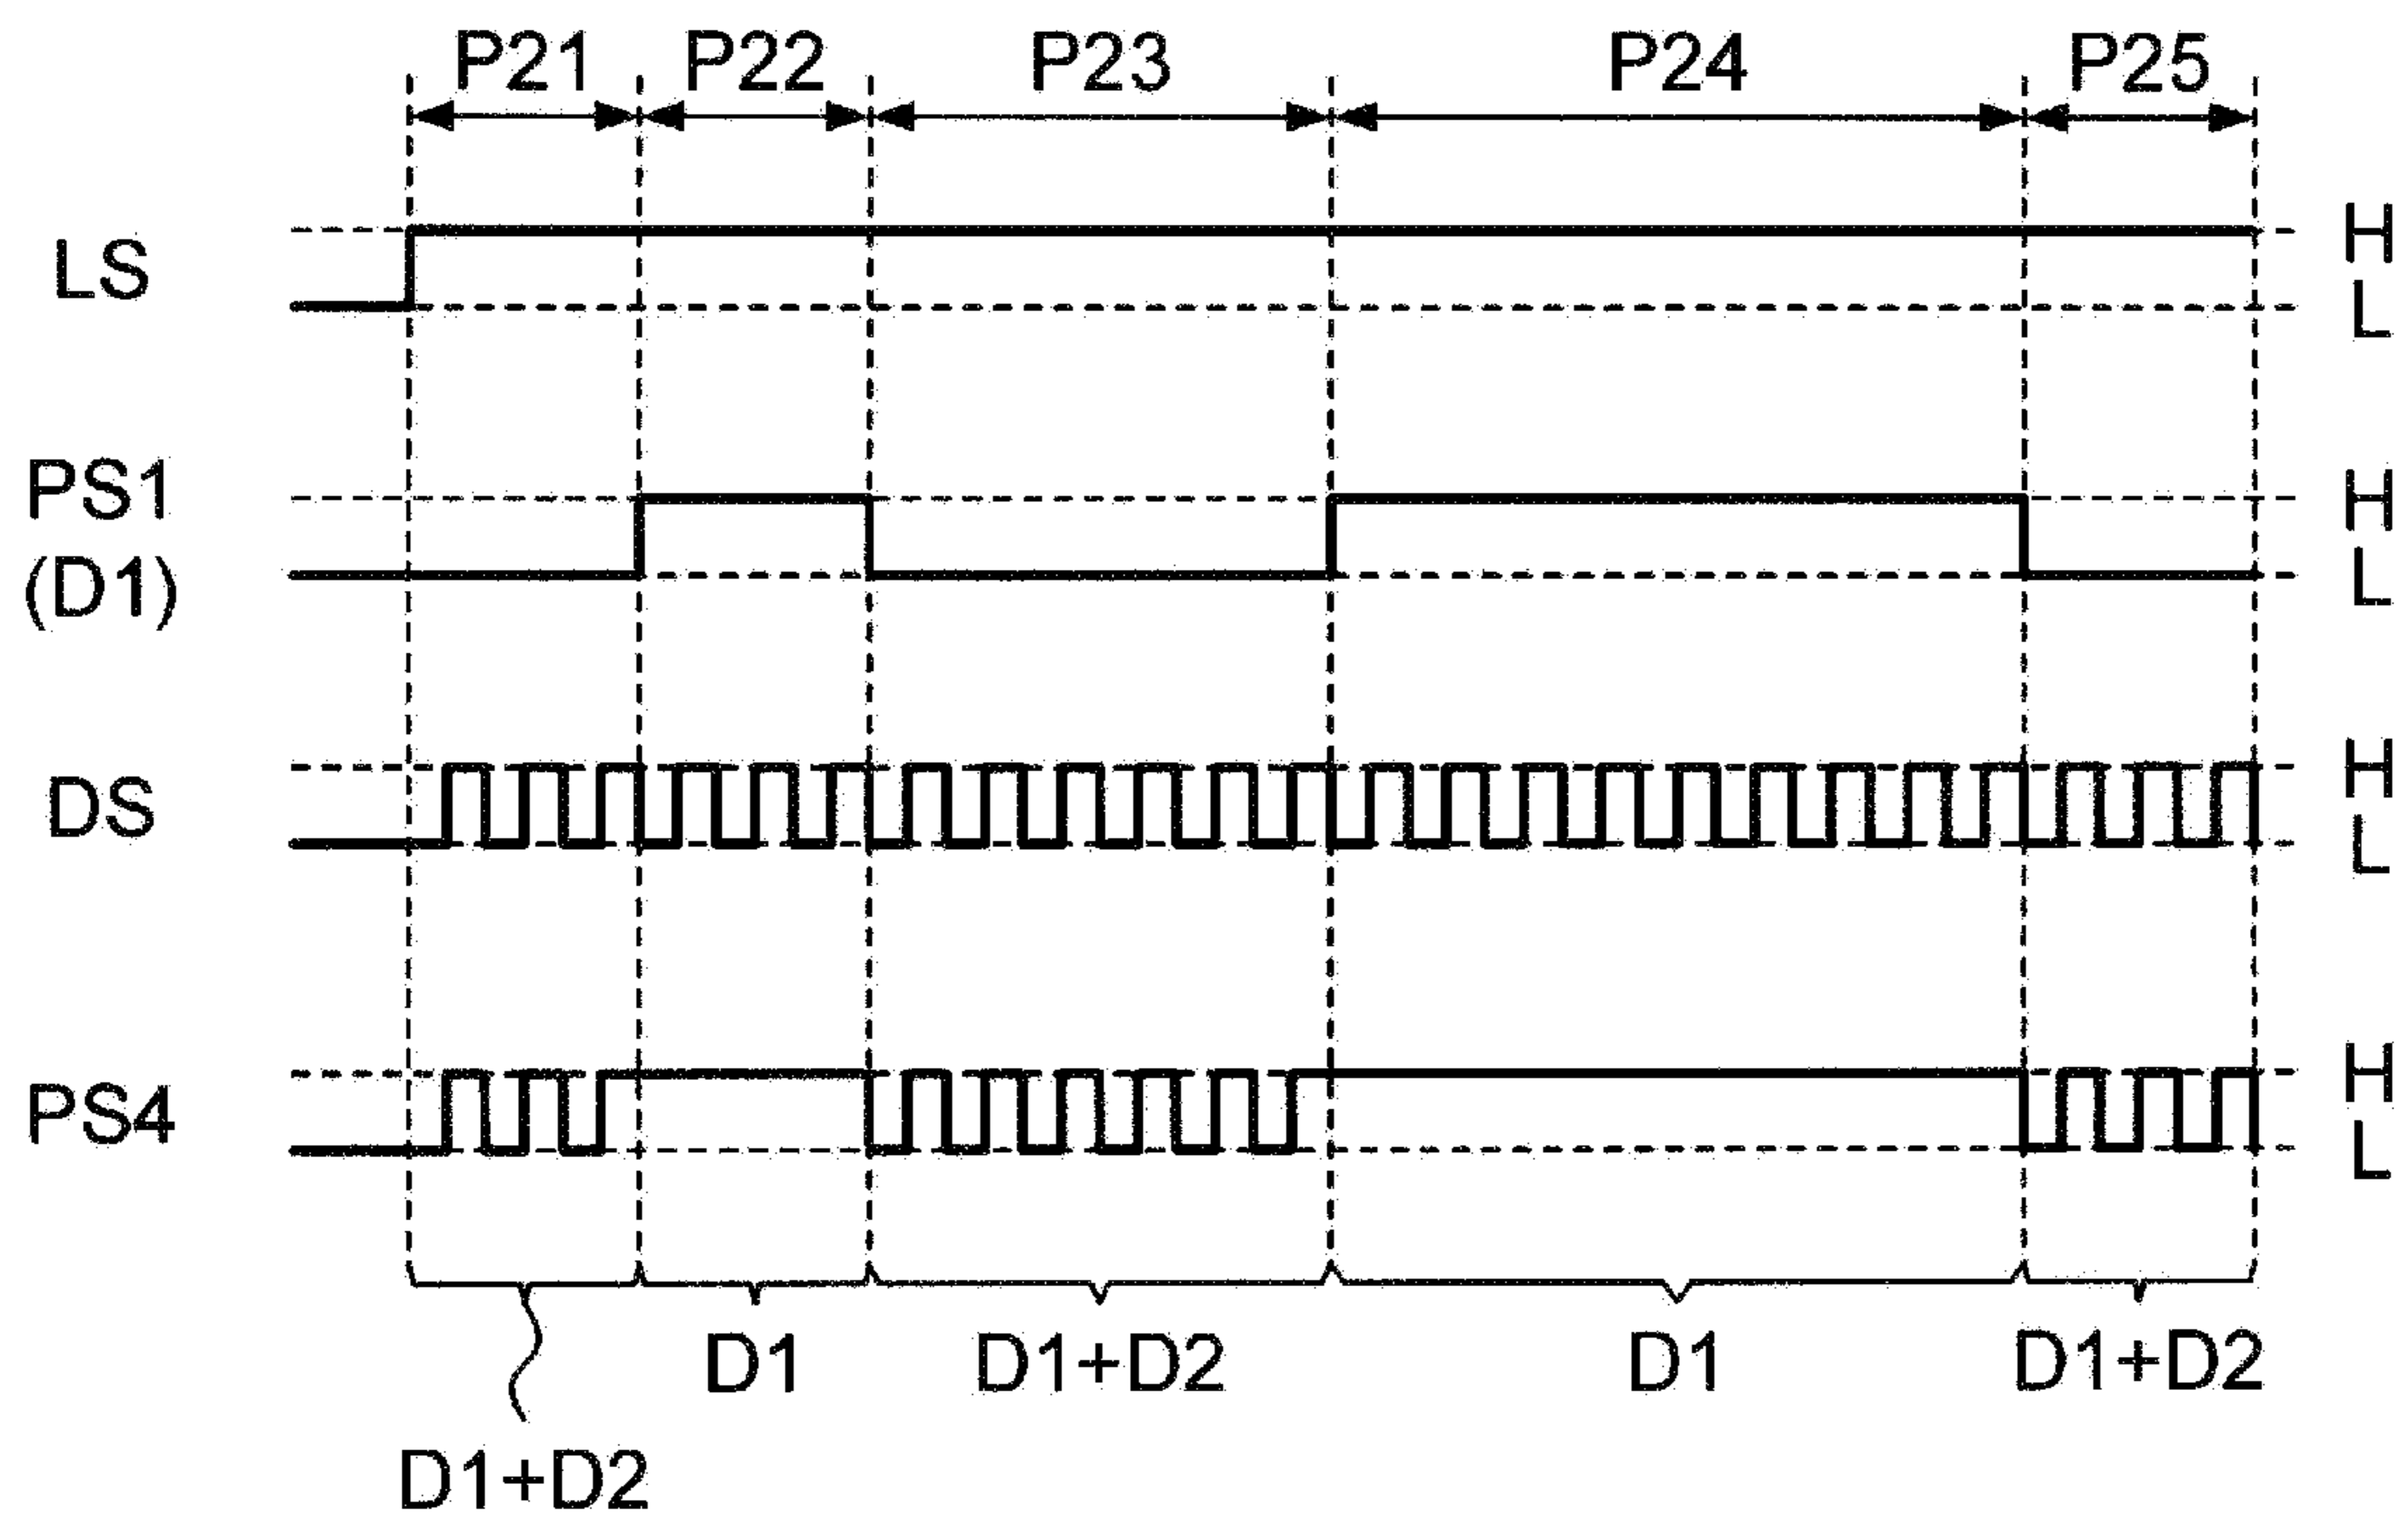 P21 P22 P23 P24 P25
LS H
L
PS1 H
(D1) L
DS H
L
PS4 H
L
D1 D1+D2 D1 D1+D2
D1+D2